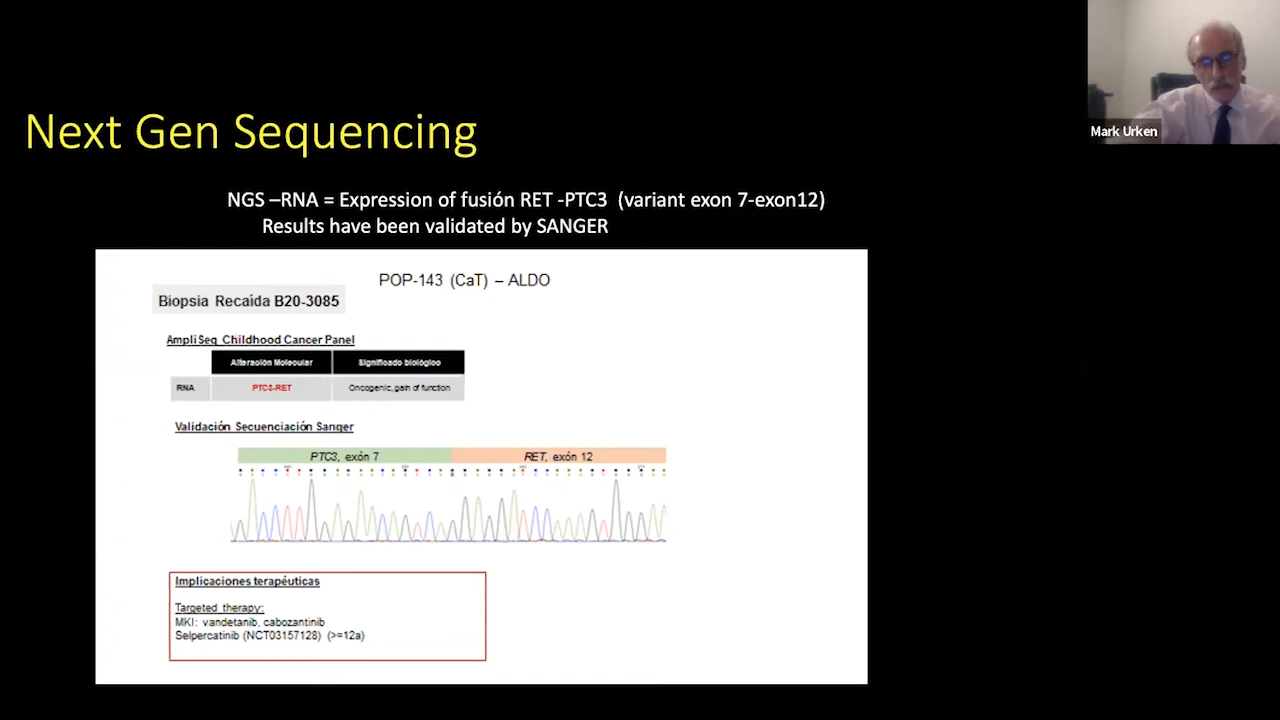 Mark Urken
Next Gen Sequencing
NGS –RNA = Expression of fusión RET -PTC3 (variant exon 7-exon12)
Results have been validated by SANGER
POP-143 (CaT) – ALDO
Biopsia Recaída B20-3085
AmpliSeq Childhood Cancer Panel
Alteración Molecular Significado biológico
RNA PTC3-RET Oncogenic, gain of function
Validación Secuenciación Sanger
PTC3, exón 7 RET, exón 12
Implicaciones terapéuticas
Targeted therapy:
MKI: vandetanib, cabozantinib
Selpercatinib (NCT03157128) (>=12a)